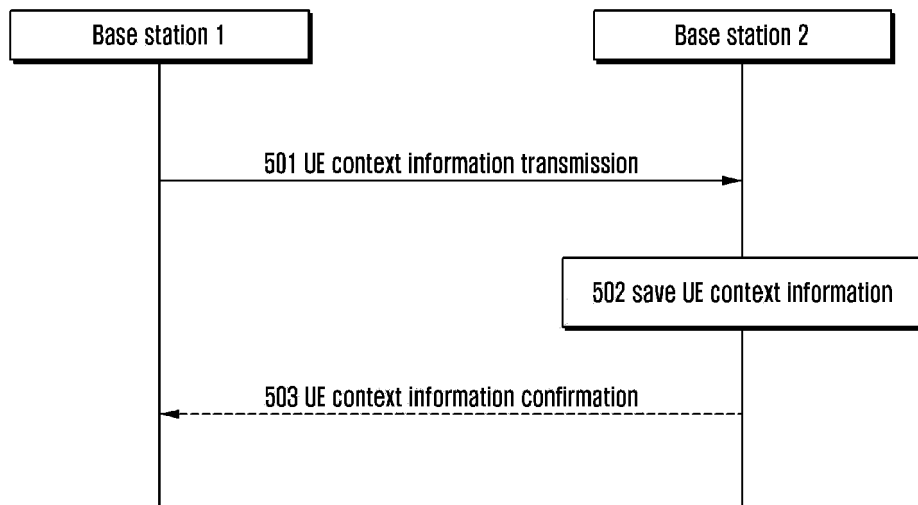 Base station 1
Base station 2
501 UE context information transmission
502 save UE context information
503 UE context information confirmation